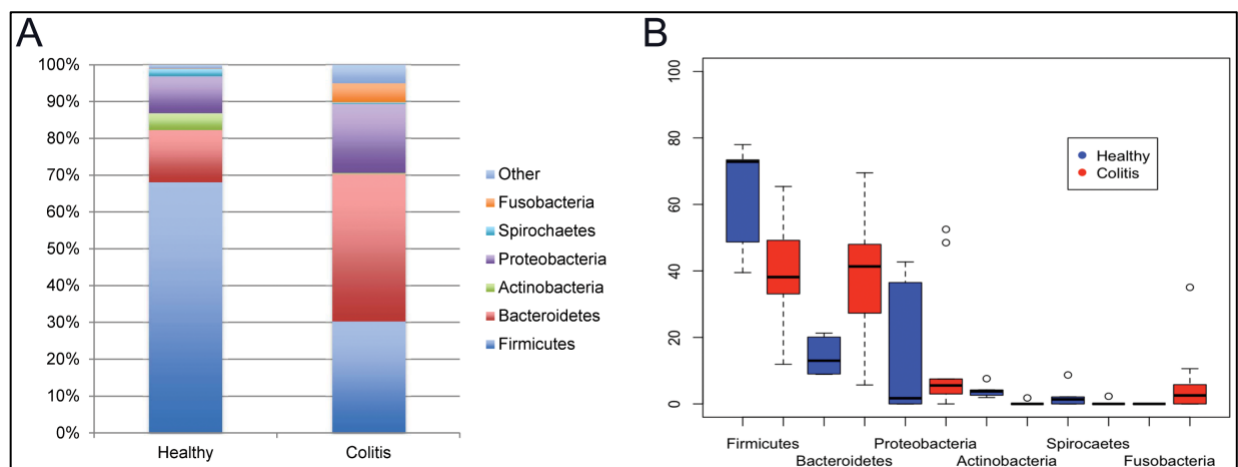 A
100%
90%
80%
70%
60%
50%
40%
30%
20%
10%
0%
Healthy Colitis
Other
Fusobacteria
Spirochaetes
Proteobacteria
Actinobacteria
Bacteroidetes
Firmicutes
B
100
80
60
40
20
0
Healthy
Colitis
Firmicutes Proteobacteria Spirocaetes
Bacteroidetes Actinobacteria Fusobacteria